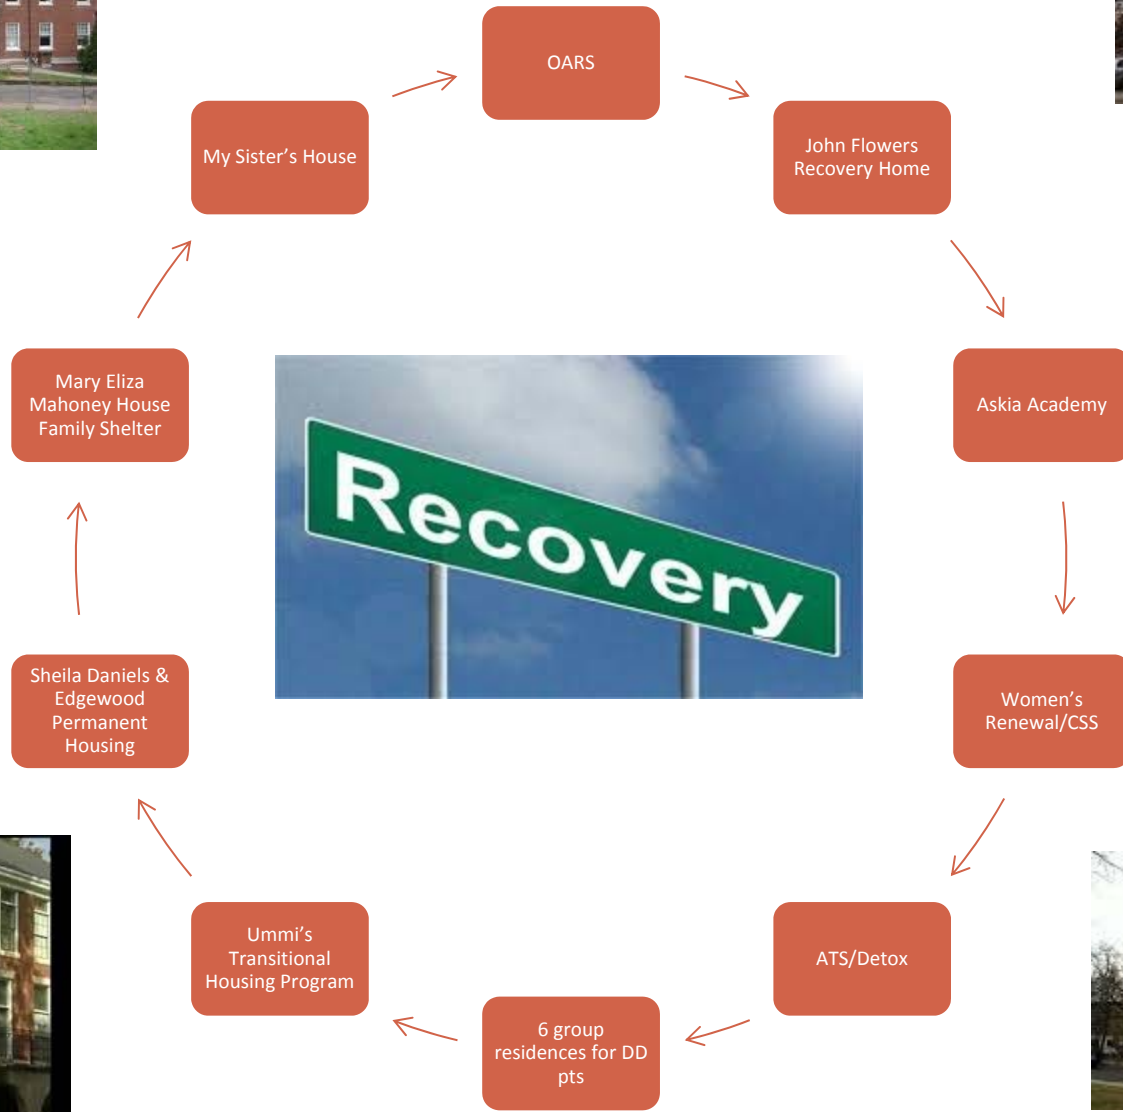 OARS
John Flowers
Recovery Home
Askia Academy
Women’s
Renewal/CSS
ATS/Detox
6 group
residences for DD
pts
Ummi’s
Transitional
Housing Program
Sheila Daniels &
Edgewood
Permanent
Housing
Mary Eliza
Mahoney House
Family Shelter
My Sister’s House
Recovery